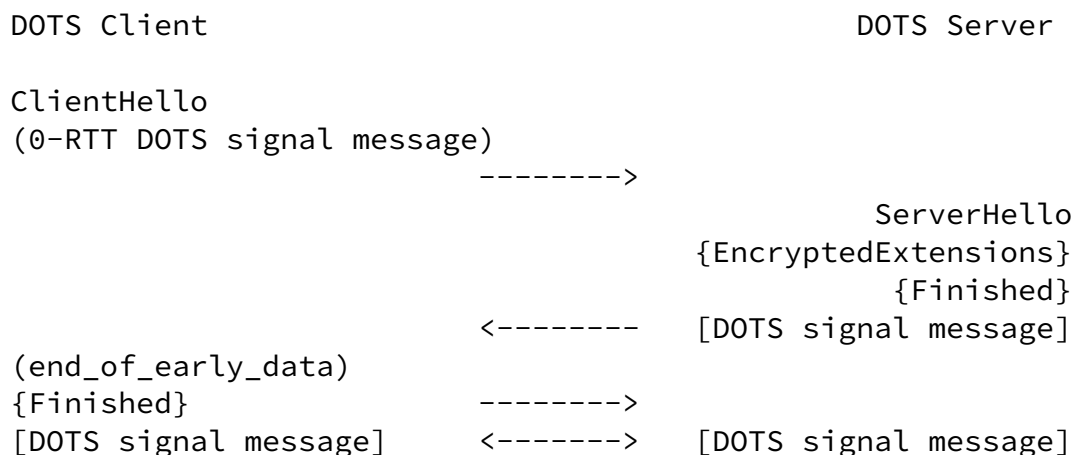 DOTS Client DOTS Server
ClientHello
(0-RTT DOTS signal message)
-------->
ServerHello
{EncryptedExtensions}
{Finished}
<-------- [DOTS signal message]
(end_of_early_data)
{Finished} -------->
[DOTS signal message] <-------> [DOTS signal message]